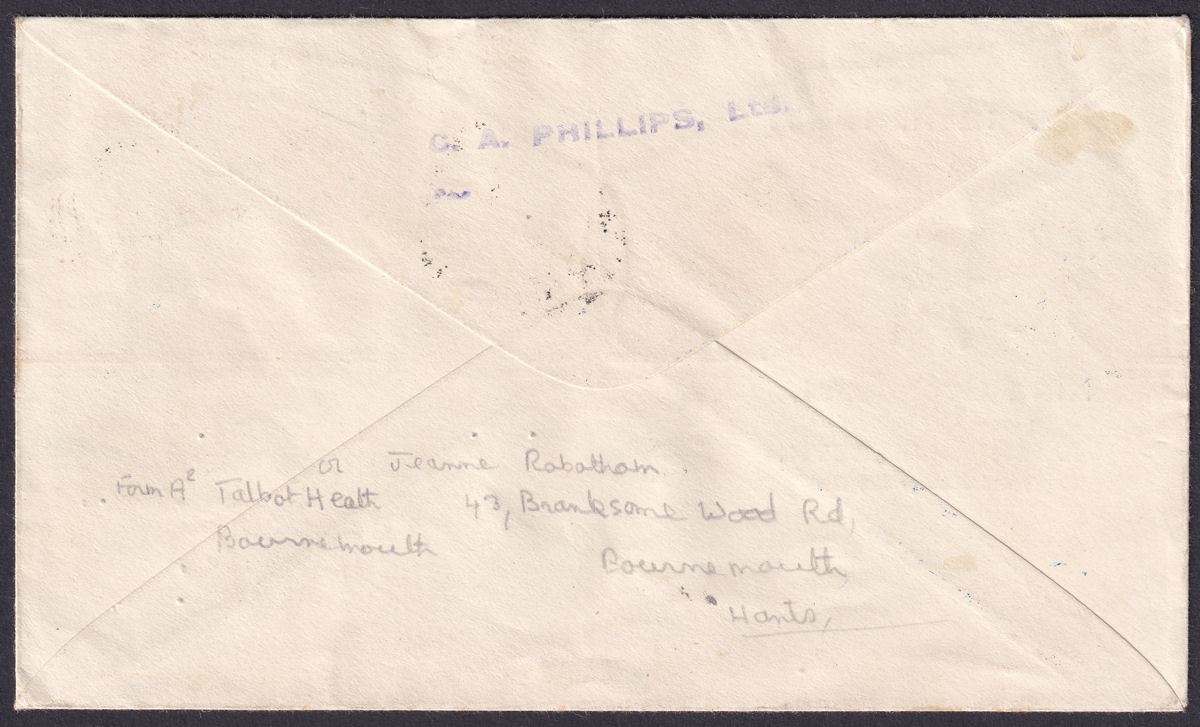 C. A. PHILLIPS, Ltd.
or Jeanne Robotham.
Form A² Talbot Heath
43, Branksome Wood Rd,
Bournemouth
Bournemouth
Hants,